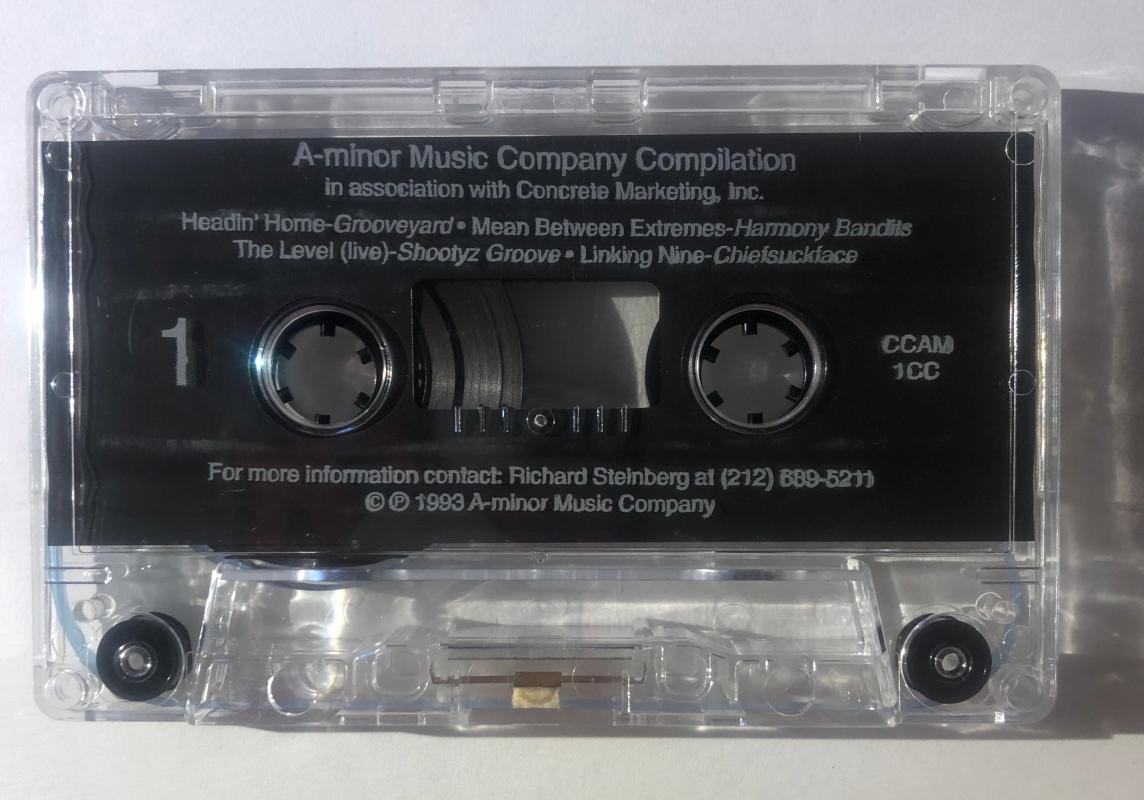 A-minor Music Company Compilation
in association with Concrete Marketing, Inc.
Headin' Home-Grooveyard • Mean Between Extremes-Harmony Bandits
The Level (live)-Shootyz Groove • Linking Nine-Chiefsuckface
1
CCAM
1CC
For more information contact: Richard Steinberg at (212) 689-5211
© ℗ 1993 A-minor Music Company